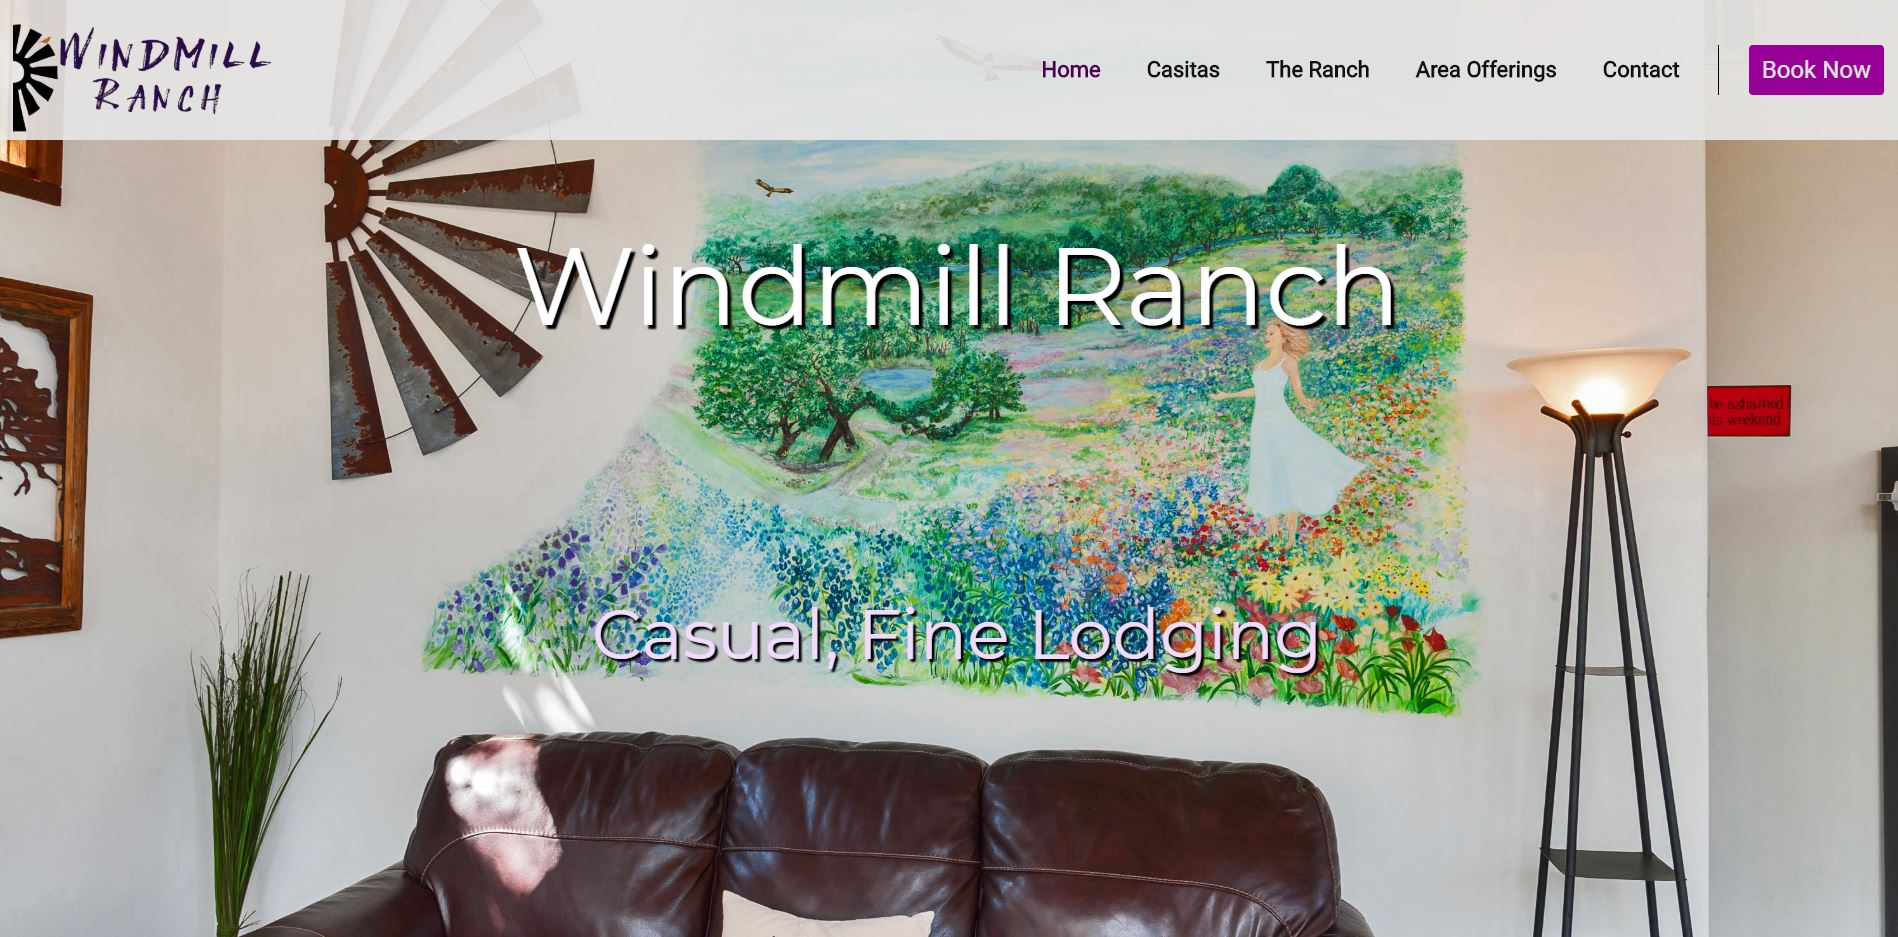 WINDMILL
RANCH
Home
Casitas
The Ranch
Area Offerings
Contact
Book Now
Windmill Ranch
be ashamed
weekend
Casual, Fine Lodging